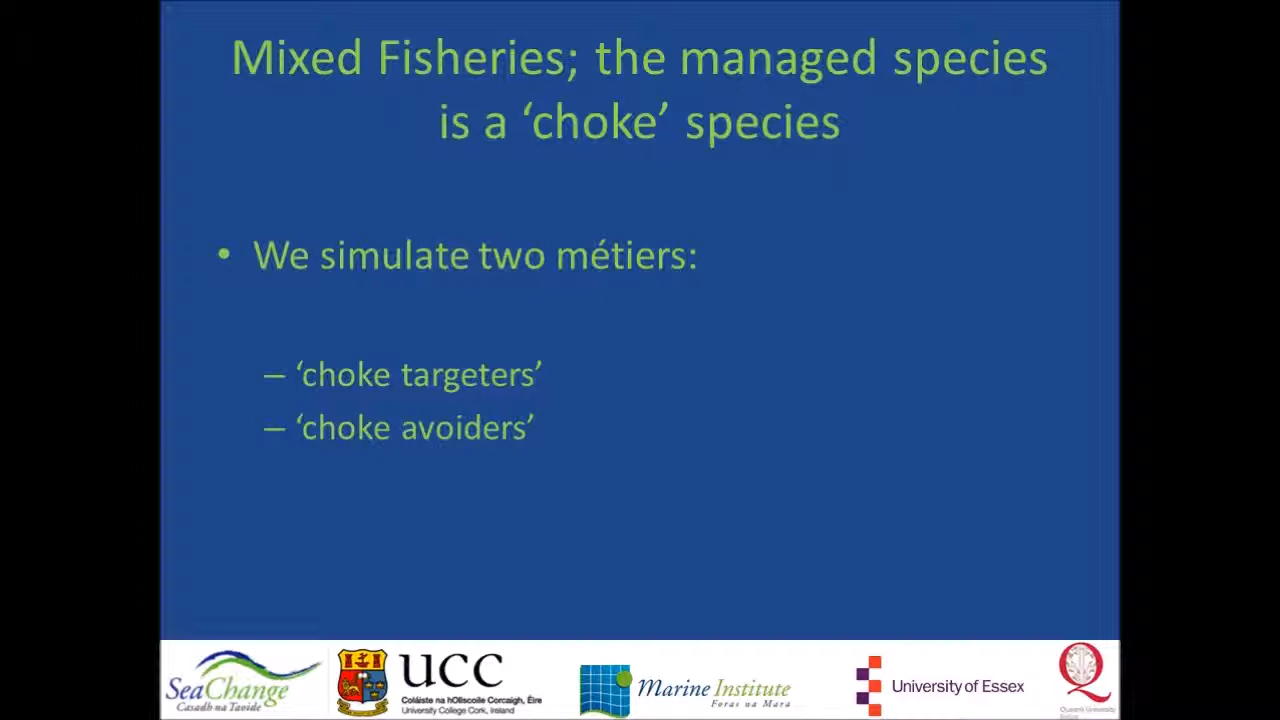 Mixed Fisheries; the managed species
is a ‘choke’ species
• We simulate two métiers:
– ‘choke targeters’
– ‘choke avoiders’
SeaChange
Casadh na Taoide
UCC
Coláiste na hOllscoile Corcaigh, Éire
University College Cork, Ireland
Marine Institute
Foras na Mara
University of Essex
Queen's University